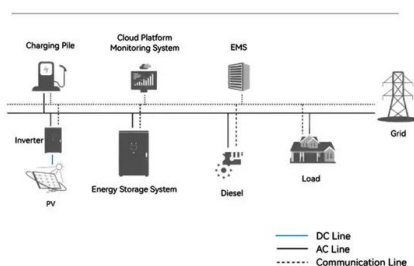 Cloud Platform
Monitoring System
Charging Pile
EMS
Grid
Inverter
PV
Energy Storage System
Diesel
Load
DC Line
AC Line
Communication Line